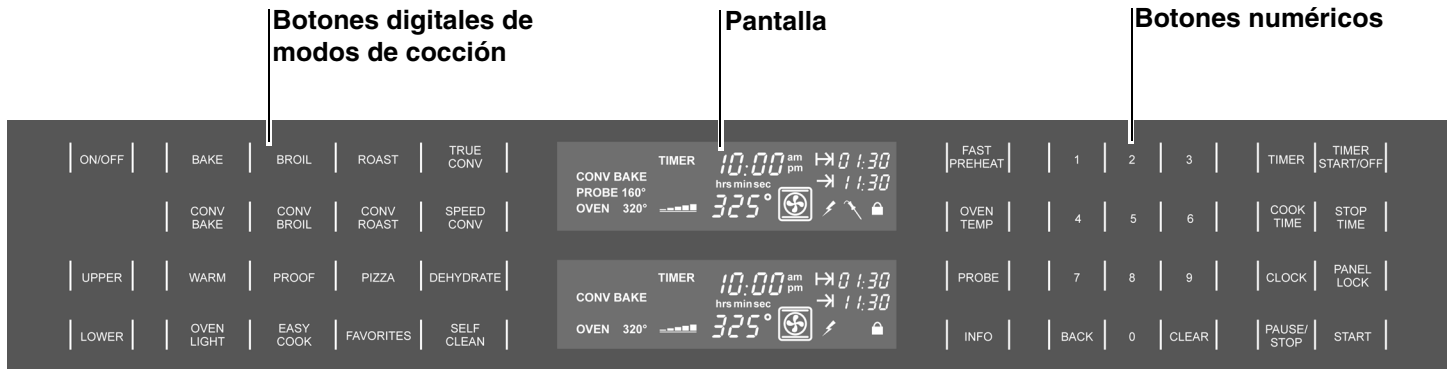 Botones digitales de
modos de cocción
Pantalla
Botones numéricos
ON/OFF
BAKE
BROIL
ROAST
TRUE
CONV
CONV
BAKE
CONV
BROIL
CONV
ROAST
SPEED
CONV
UPPER
WARM
PROOF
PIZZA
DEHYDRATE
LOWER
OVEN
LIGHT
EASY
COOK
FAVORITES
SELF
CLEAN
TIMER 10:00 am pm 01:30
CONV BAKE
hrs min sec 11:30
PROBE 160°
OVEN 320° 325°
TIMER 10:00 am pm 01:30
CONV BAKE
hrs min sec 11:30
OVEN 320° 325°
FAST
PREHEAT
1
2
3
TIMER
TIMER
START/OFF
OVEN
TEMP
4
5
6
COOK
TIME
STOP
TIME
PROBE
7
8
9
CLOCK
PANEL
LOCK
INFO
BACK
0
CLEAR
PAUSE/
STOP
START